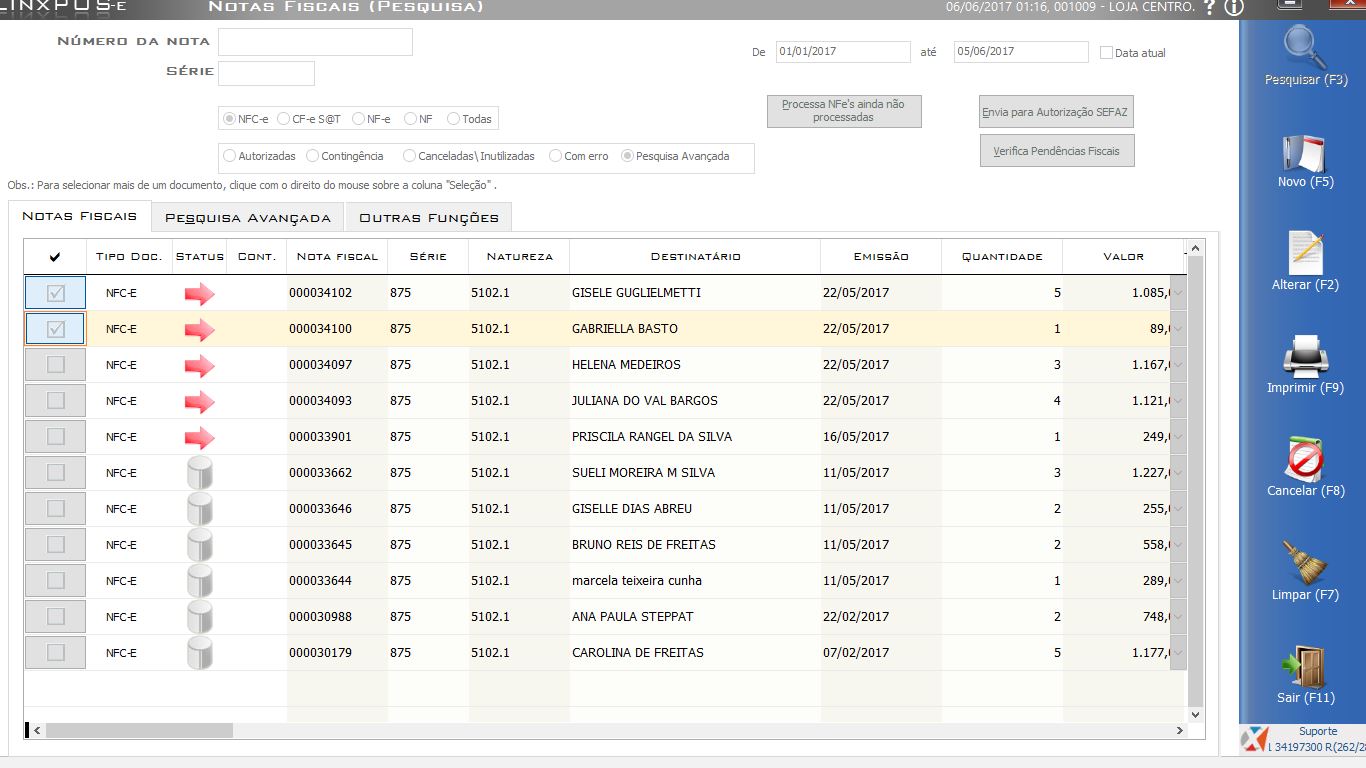 LINXPOS-E NOTAS FISCAIS (PESQUISA) 06/06/2017 01:16, 001009 - LOJA CENTRO. ?
NÚMERO DA NOTA
SÉRIE
De 01/01/2017 até 05/06/2017 Data atual
Processa NFe's ainda não
processadas
Envia para Autorização SEFAZ
Verifica Pendências Fiscais
NFC-e CF-e S@T NF-e NF Todas
Autorizadas Contingência Canceladas\Inutilizadas Com erro Pesquisa Avançada
Obs.: Para selecionar mais de um documento, clique com o direito do mouse sobre a coluna "Seleção" .
NOTAS FISCAIS PESQUISA AVANÇADA OUTRAS FUNÇÕES
TIPO DOC. STATUS CONT. NOTA FISCAL SÉRIE NATUREZA DESTINATÁRIO EMISSÃO QUANTIDADE VALOR
NFC-E 000034102 875 5102.1 GISELE GUGLIELMETTI 22/05/2017 5 1.085,
NFC-E 000034100 875 5102.1 GABRIELLA BASTO 22/05/2017 1 89,
NFC-E 000034097 875 5102.1 HELENA MEDEIROS 22/05/2017 3 1.167,
NFC-E 000034093 875 5102.1 JULIANA DO VAL BARGOS 22/05/2017 4 1.121,
NFC-E 000033901 875 5102.1 PRISCILA RANGEL DA SILVA 16/05/2017 1 249,
NFC-E 000033662 875 5102.1 SUELI MOREIRA M SILVA 11/05/2017 3 1.227,
NFC-E 000033646 875 5102.1 GISELLE DIAS ABREU 11/05/2017 2 255,
NFC-E 000033645 875 5102.1 BRUNO REIS DE FREITAS 11/05/2017 2 558,
NFC-E 000033644 875 5102.1 marcela teixeira cunha 11/05/2017 1 289,
NFC-E 000030988 875 5102.1 ANA PAULA STEPPAT 22/02/2017 2 748,
NFC-E 000030179 875 5102.1 CAROLINA DE FREITAS 07/02/2017 5 1.177,
Pesquisar (F3)
Novo (F5)
Alterar (F2)
Imprimir (F9)
Cancelar (F8)
Limpar (F7)
Sair (F11)
Suporte
34197300 R(262/28